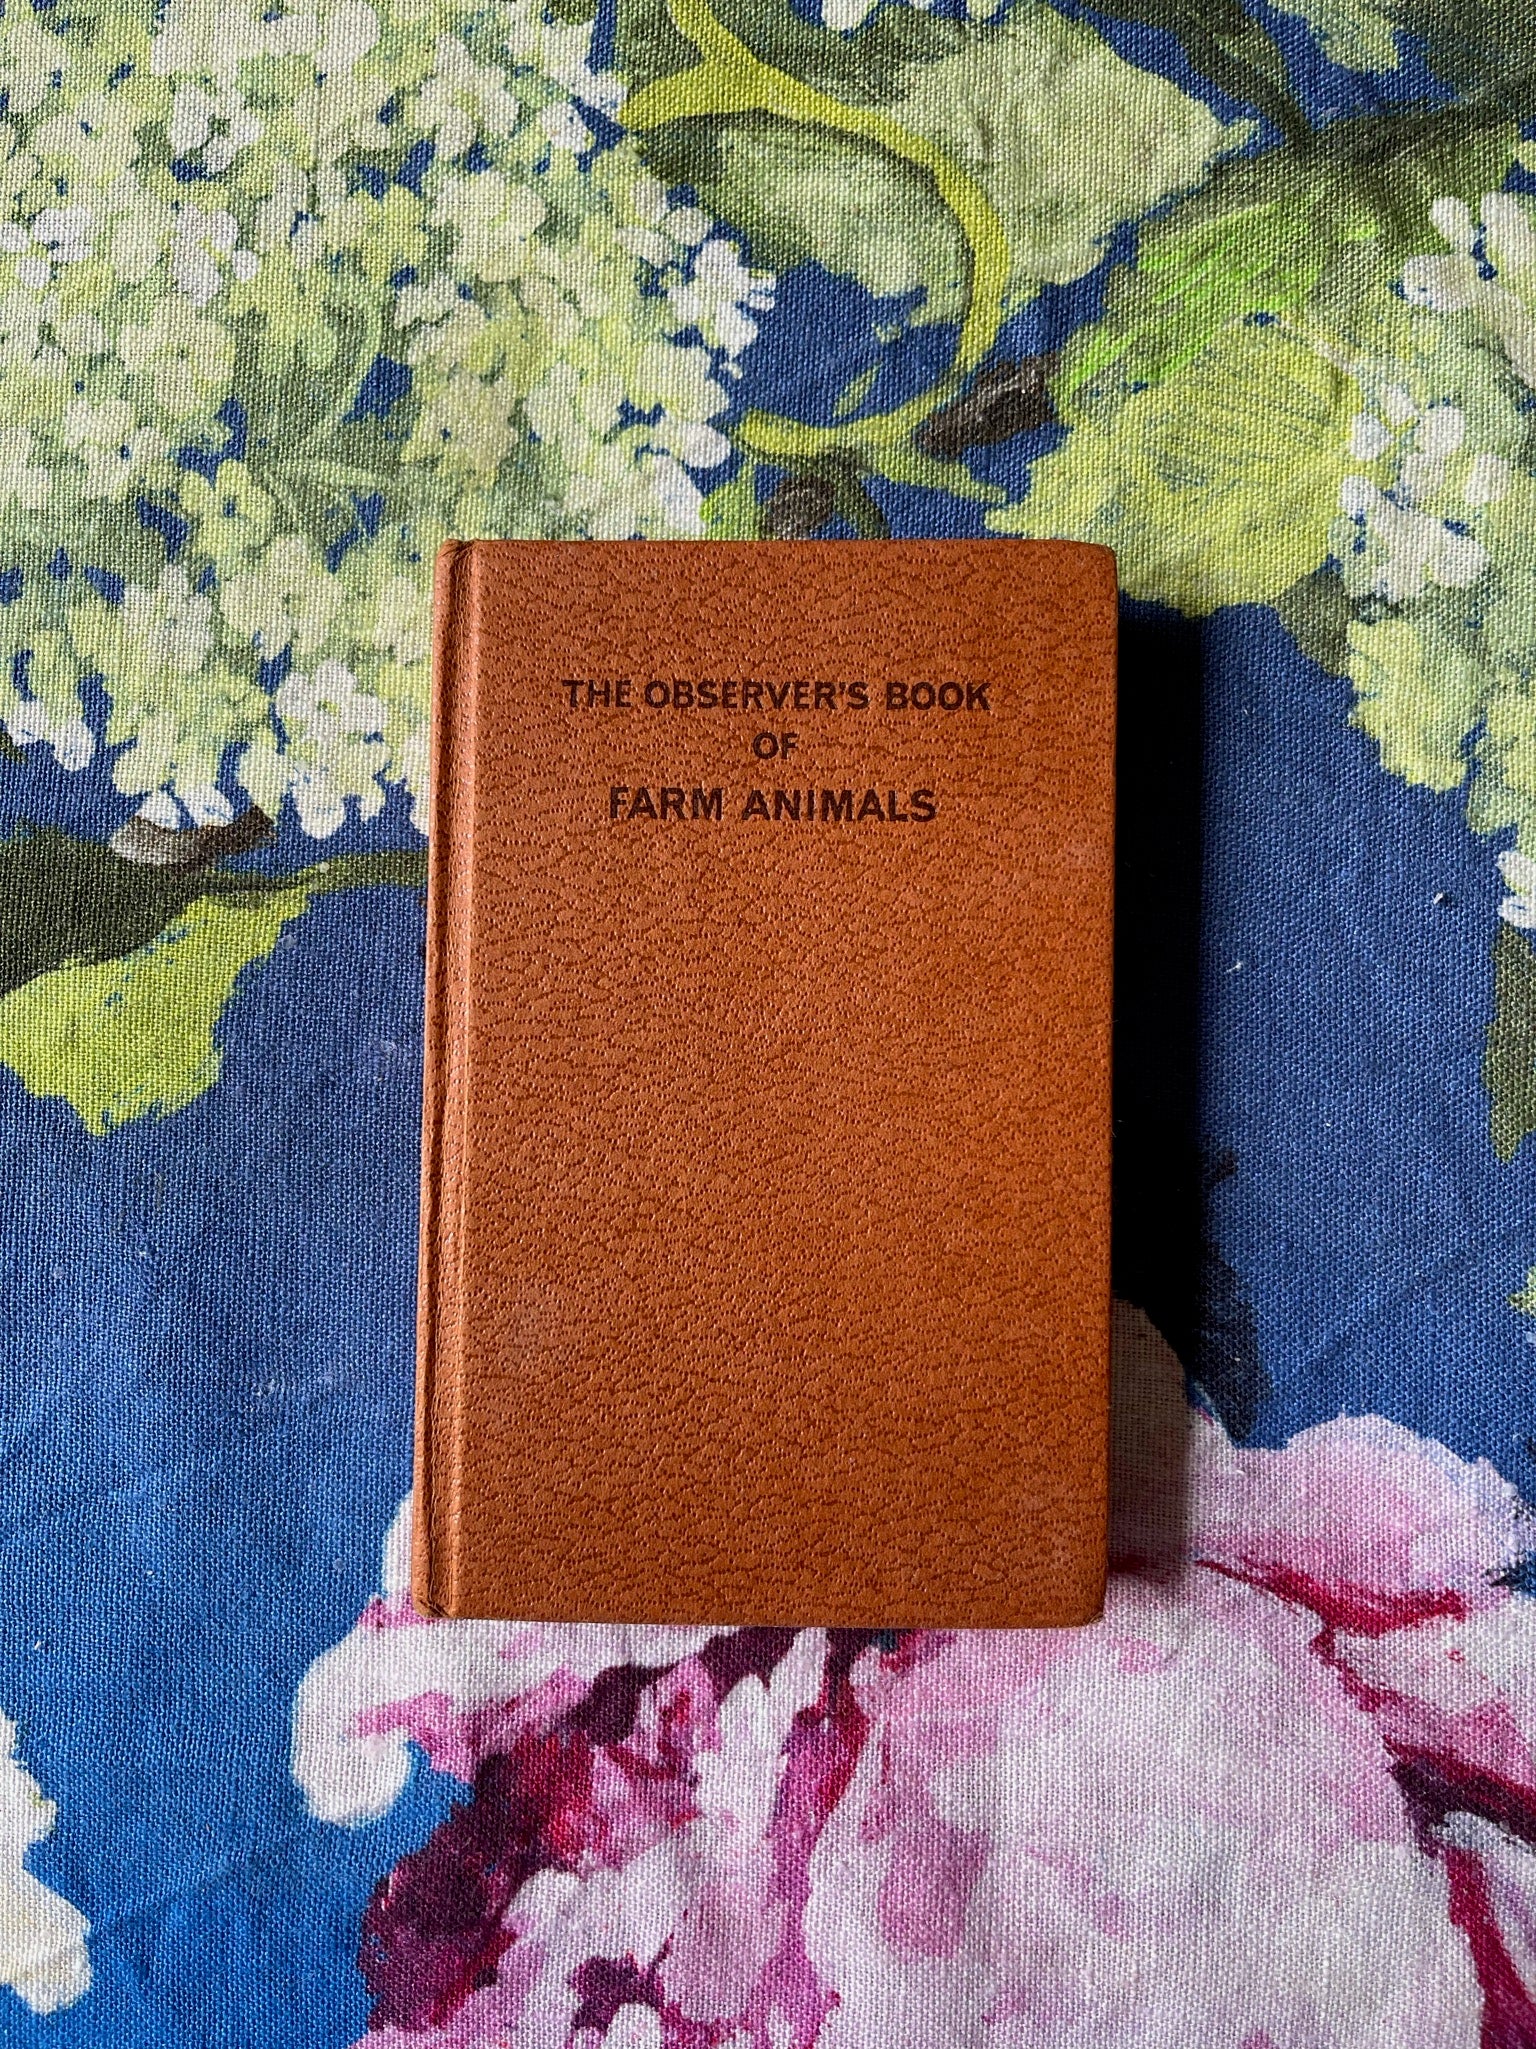 THE OBSERVER'S BOOK
OF
FARM ANIMALS